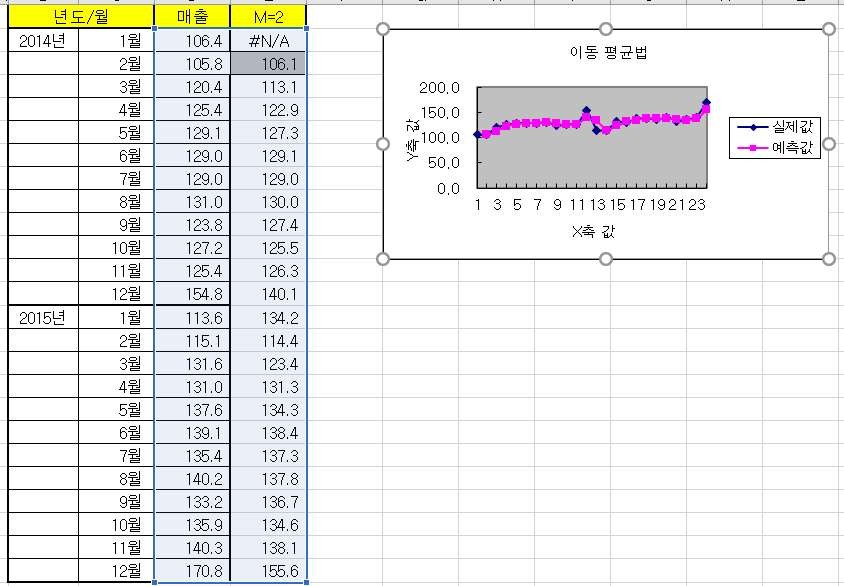 년도/월 매출 M=2
2014년 1월 106.4 #N/A
2월 105.8 106.1
3월 120.4 113.1
4월 125.4 122.9
5월 129.1 127.3
6월 129.0 129.1
7월 129.0 129.0
8월 131.0 130.0
9월 123.8 127.4
10월 127.2 125.5
11월 125.4 126.3
12월 154.8 140.1
2015년 1월 113.6 134.2
2월 115.1 114.4
3월 131.6 123.4
4월 131.0 131.3
5월 137.6 134.3
6월 139.1 138.4
7월 135.4 137.3
8월 140.2 137.8
9월 133.2 136.7
10월 135.9 134.6
11월 140.3 138.1
12월 170.8 155.6
이동 평균법
Y축 값
200.0
150.0
100.0
50.0
0.0
1 3 5 7 9 11 13 15 17 19 21 23
X축 값
실제값
예측값